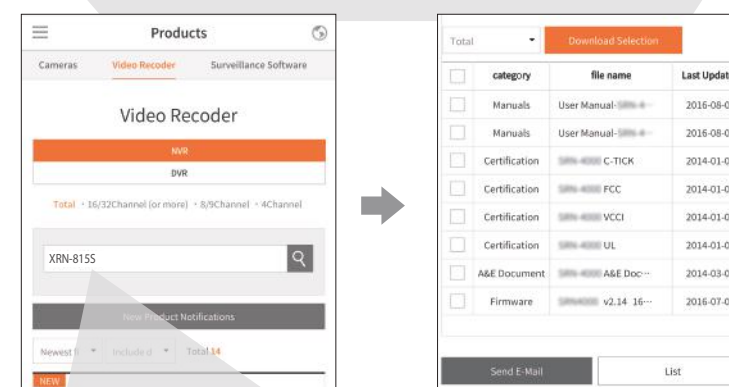 Products
Cameras Video Recoder Surveillance Software
Video Recoder
NVR
DVR
Total • 16/32Channel (or more) • 8/9Channel • 4Channel
XRN-815S
New Product Notifications
Newest fi Include d Total 14
NEW
Total Download Selection
category file name Last Updat
Manuals User Manual- 2016-08-0
Manuals User Manual- 2016-08-0
Certification C-TICK 2014-01-0
Certification FCC 2014-01-0
Certification VCCI 2014-01-0
Certification UL 2014-01-0
A&E Document A&E Doc··· 2014-03-0
Firmware v2.14 16··· 2016-07-0
Send E-Mail List